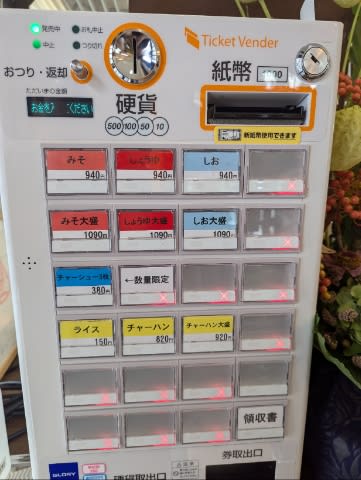 発売中
お札中止
中止
つり切れ
Ticket Vender
おつり・返却
紙幣
1000
ただいまの金額
お金を入 ください
硬貨
500 100 50 10
新紙幣使用できます
みそ
940円
しょうゆ
940円
しお
940円
みそ大盛
1090円
しょうゆ大盛
1090円
しお大盛
1090円
チャーシュー3枚
380円
←数量限定
ライス
150円
チャーハン
820円
チャーハン大盛
920円
領収書
GLORY
硬貨取出口
券取出口